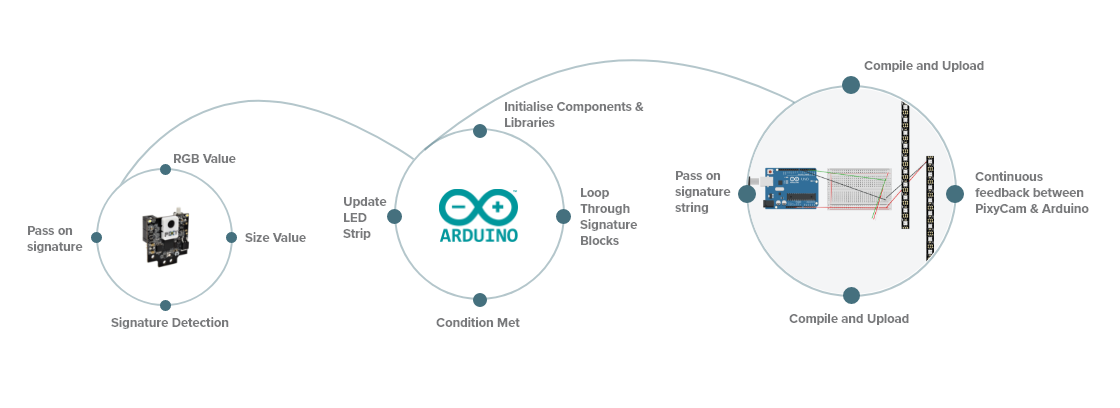 RGB Value
Pass on
signature
PIXY
Size Value
Signature Detection
Initialise Components &
Libraries
Update
LED
Strip
ARDUINO
Loop
Through
Signature
Blocks
Condition Met
Compile and Upload
Pass on
signature
string
Continuous
feedback between
PixyCam & Arduino
Compile and Upload